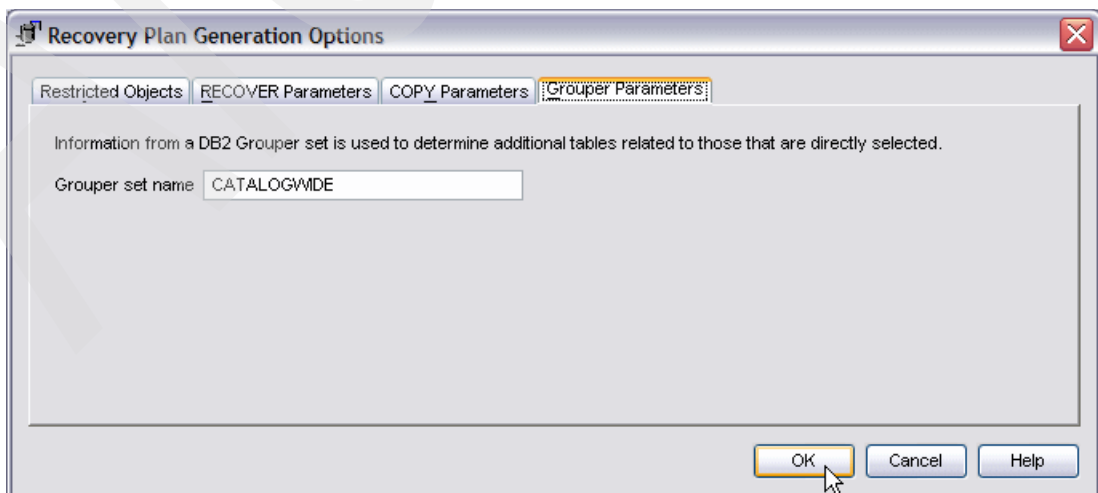 Recovery Plan Generation Options
Restricted Objects RECOVER Parameters COPY Parameters Grouper Parameters
Information from a DB2 Grouper set is used to determine additional tables related to those that are directly selected.
Grouper set name CATALOGWIDE
OK Cancel Help